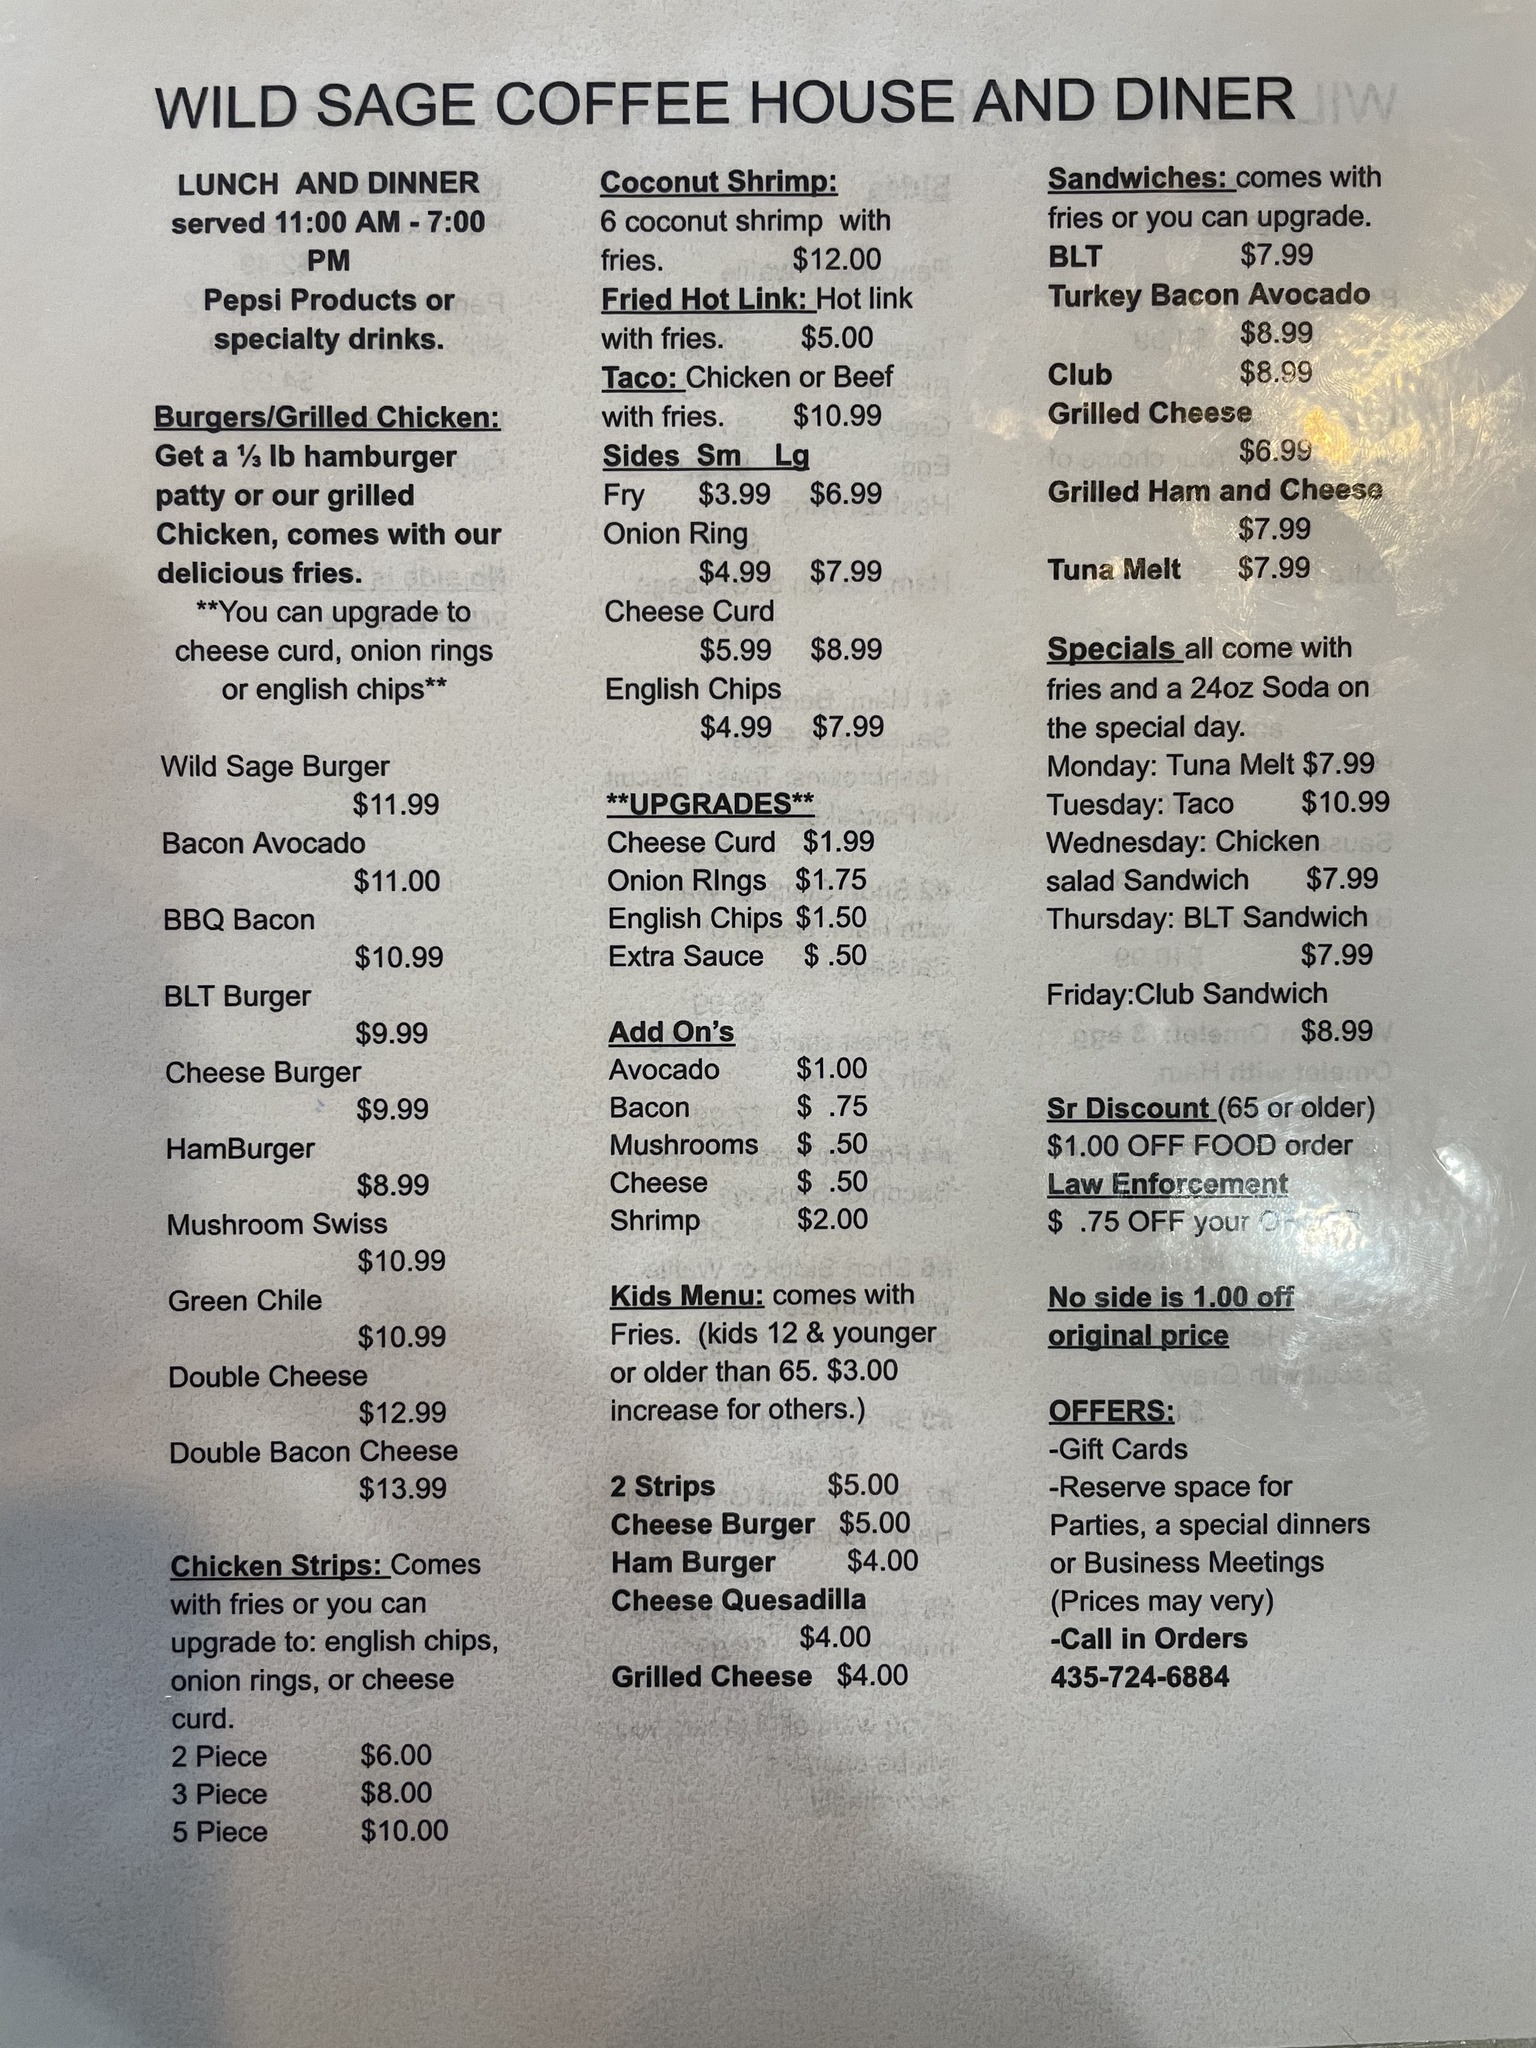 WILD SAGE COFFEE HOUSE AND DINER
LUNCH AND DINNER
served 11:00 AM - 7:00
PM
Pepsi Products or
specialty drinks.
Burgers/Grilled Chicken:
Get a ⅓ lb hamburger
patty or our grilled
Chicken, comes with our
delicious fries.
**You can upgrade to
cheese curd, onion rings
or english chips**
Wild Sage Burger
$11.99
Bacon Avocado
$11.00
BBQ Bacon
$10.99
BLT Burger
$9.99
Cheese Burger
$9.99
HamBurger
$8.99
Mushroom Swiss
$10.99
Green Chile
$10.99
Double Cheese
$12.99
Double Bacon Cheese
$13.99
Chicken Strips: Comes
with fries or you can
upgrade to: english chips,
onion rings, or cheese
curd.
2 Piece $6.00
3 Piece $8.00
5 Piece $10.00
Coconut Shrimp:
6 coconut shrimp with
fries. $12.00
Fried Hot Link: Hot link
with fries. $5.00
Taco: Chicken or Beef
with fries. $10.99
Sides Sm Lg
Fry $3.99 $6.99
Onion Ring
$4.99 $7.99
Cheese Curd
$5.99 $8.99
English Chips
$4.99 $7.99
**UPGRADES**
Cheese Curd $1.99
Onion RIngs $1.75
English Chips $1.50
Extra Sauce $ .50
Add On's
Avocado $1.00
Bacon $ .75
Mushrooms $ .50
Cheese $ .50
Shrimp $2.00
Kids Menu: comes with
Fries. (kids 12 & younger
or older than 65. $3.00
increase for others.)
2 Strips $5.00
Cheese Burger $5.00
Ham Burger $4.00
Cheese Quesadilla
$4.00
Grilled Cheese $4.00
Sandwiches: comes with
fries or you can upgrade.
BLT $7.99
Turkey Bacon Avocado
$8.99
Club $8.99
Grilled Cheese
$6.99
Grilled Ham and Cheese
$7.99
Tuna Melt $7.99
Specials all come with
fries and a 24oz Soda on
the special day.
Monday: Tuna Melt $7.99
Tuesday: Taco $10.99
Wednesday: Chicken
salad Sandwich $7.99
Thursday: BLT Sandwich
$7.99
Friday:Club Sandwich
$8.99
Sr Discount (65 or older)
$1.00 OFF FOOD order
Law Enforcement
$ .75 OFF your ORDER
No side is 1.00 off
original price
OFFERS:
-Gift Cards
-Reserve space for
Parties, a special dinners
or Business Meetings
(Prices may very)
-Call in Orders
435-724-6884